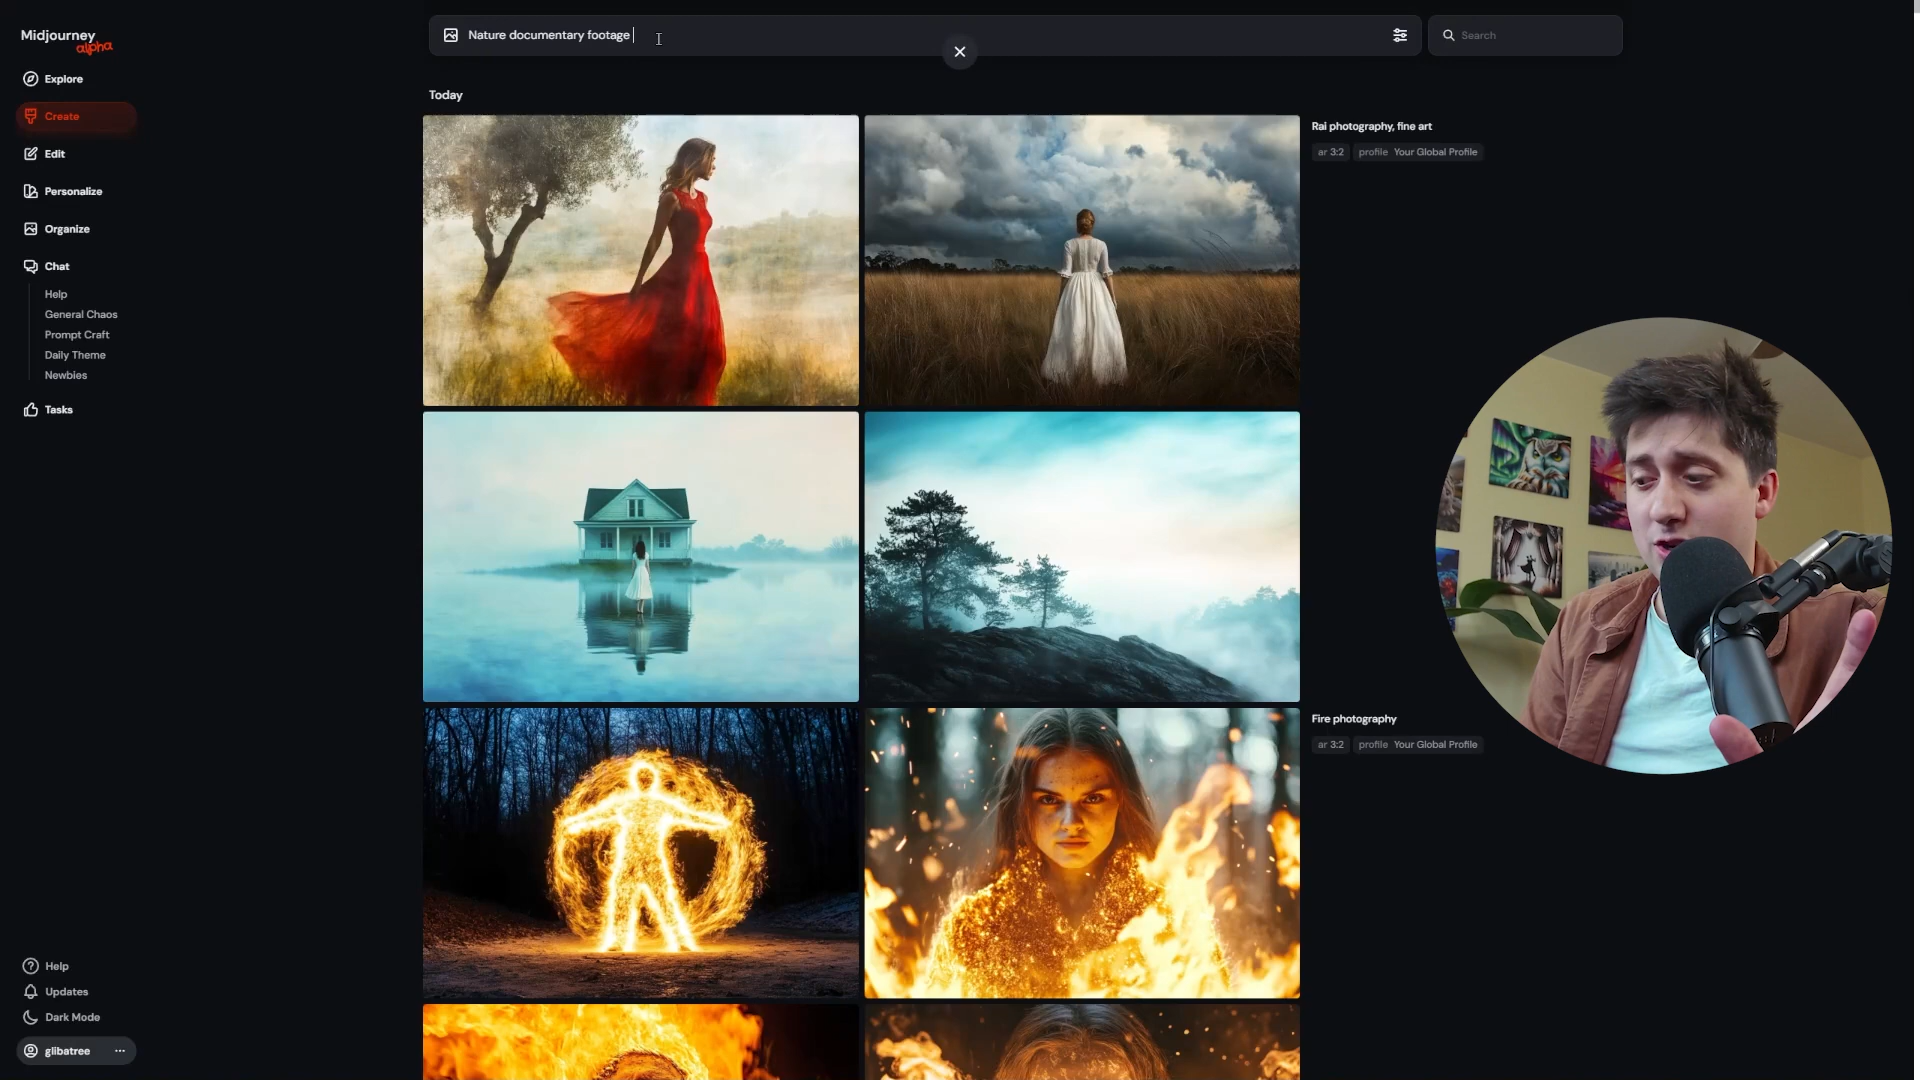 Midjourney
alpha
Explore
Create
Edit
Personalize
Organize
Chat
Help
General Chaos
Prompt Craft
Daily Theme
Newbies
Tasks
Help
Updates
Dark Mode
glibatree
Nature documentary footage
Search
Today
Rai photography, fine art
ar 3:2 profile Your Global Profile
Fire photography
ar 3:2 profile Your Global Profile